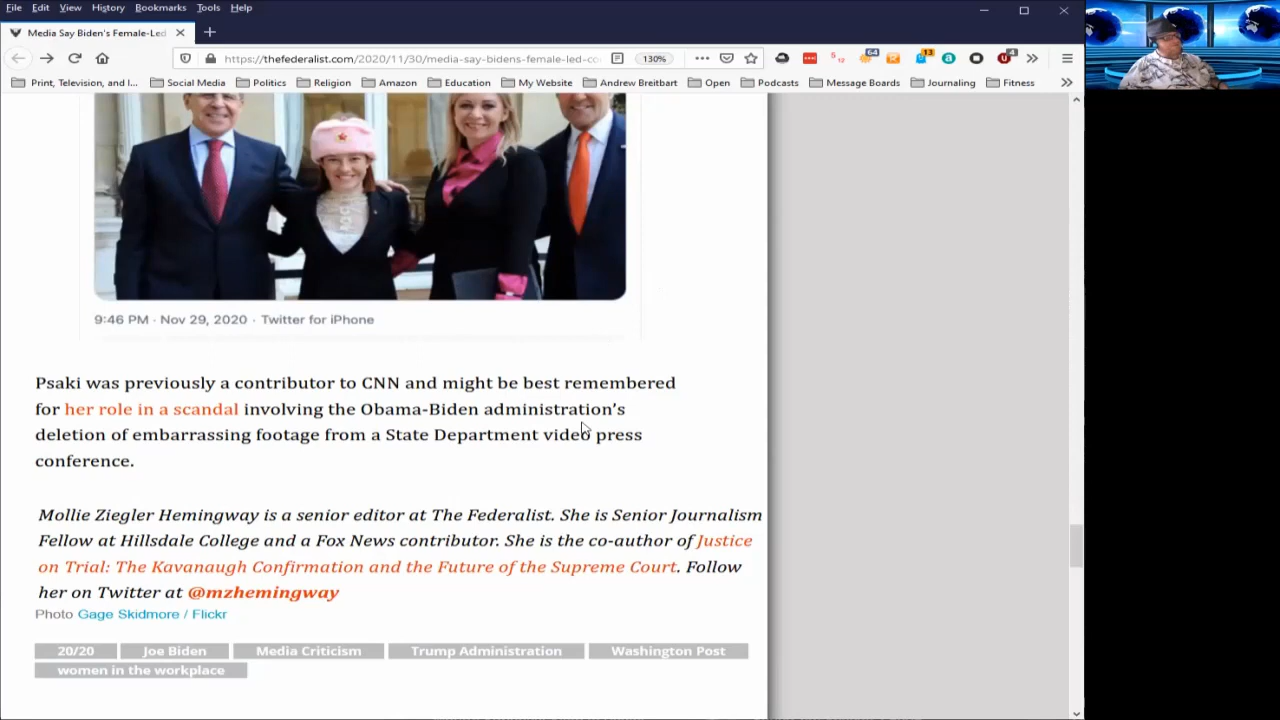 File Edit View History Bookmarks Tools Help
Media Say Biden's Female-Led
https://thefederalist.com/2020/11/30/media-say-bidens-female-led-co
130%
64
13
4
Print, Television, and I... Social Media Politics Religion Amazon Education My Website Andrew Breitbart Open Podcasts Message Boards Journaling Fitness
9:46 PM · Nov 29, 2020 · Twitter for iPhone
Psaki was previously a contributor to CNN and might be best remembered
for her role in a scandal involving the Obama-Biden administration’s
deletion of embarrassing footage from a State Department video press
conference.
Mollie Ziegler Hemingway is a senior editor at The Federalist. She is Senior Journalism
Fellow at Hillsdale College and a Fox News contributor. She is the co-author of Justice
on Trial: The Kavanaugh Confirmation and the Future of the Supreme Court. Follow
her on Twitter at @mzhemingway
Photo Gage Skidmore / Flickr
20/20 Joe Biden Media Criticism Trump Administration Washington Post
women in the workplace